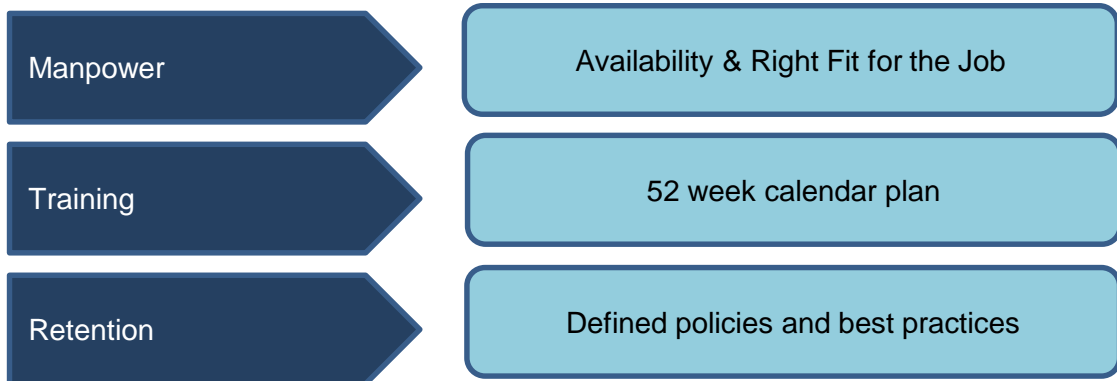 Manpower
Availability & Right Fit for the Job
Training
52 week calendar plan
Retention
Defined policies and best practices